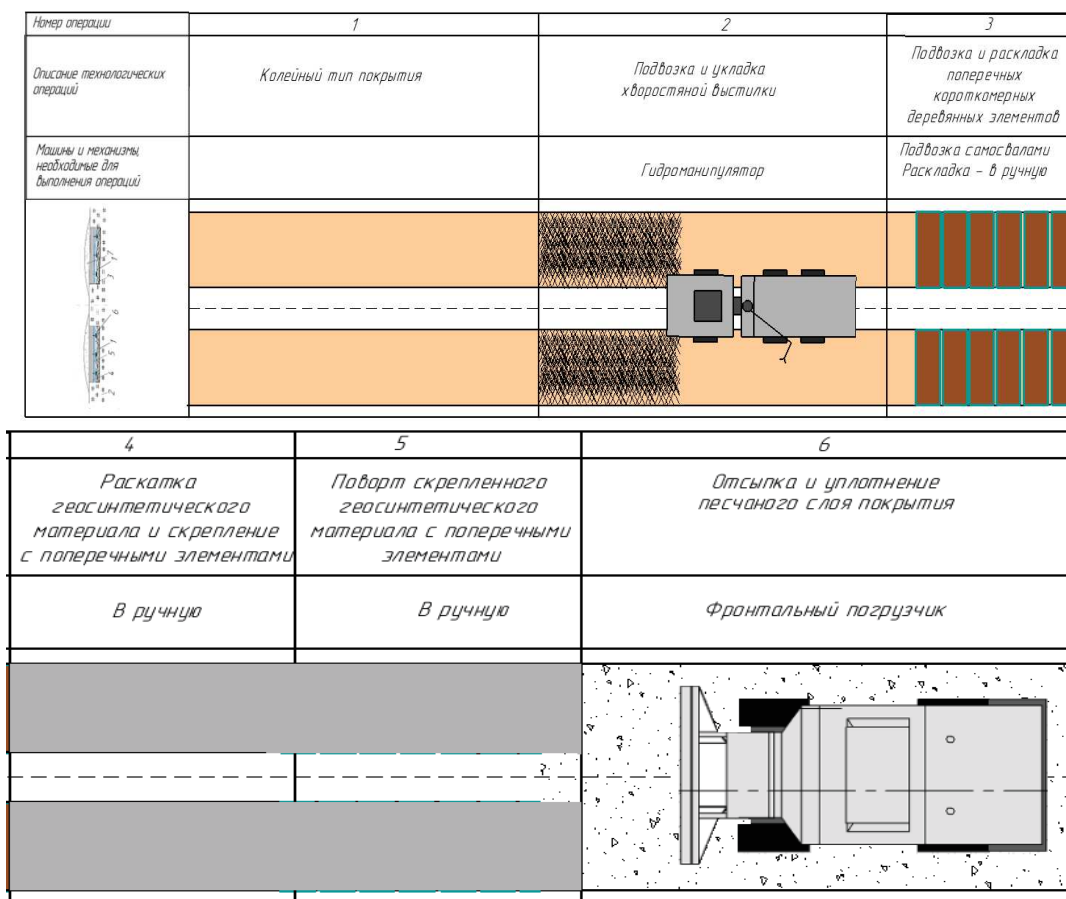 Номер операции
1
2
3
Описание технологических
операций
Колейный тип покрытия
Подвозка и укладка
хворостяной выстилки
Подвозка и раскладка
поперечных
короткомерных
деревянных элементов
Машины и механизмы,
необходимые для
выполнения операций
Гидроманипулятор
Подвозка самосвалами
Раскладка - в ручную
4
5
6
Раскатка
геосинтетического
материала и скрепление
с поперечными элементами
Поворт скрепленного
геосинтетического
материала с поперечными
элементами
Отсыпка и уплотнение
песчаного слоя покрытия
В ручную
В ручную
Фронтальный погрузчик